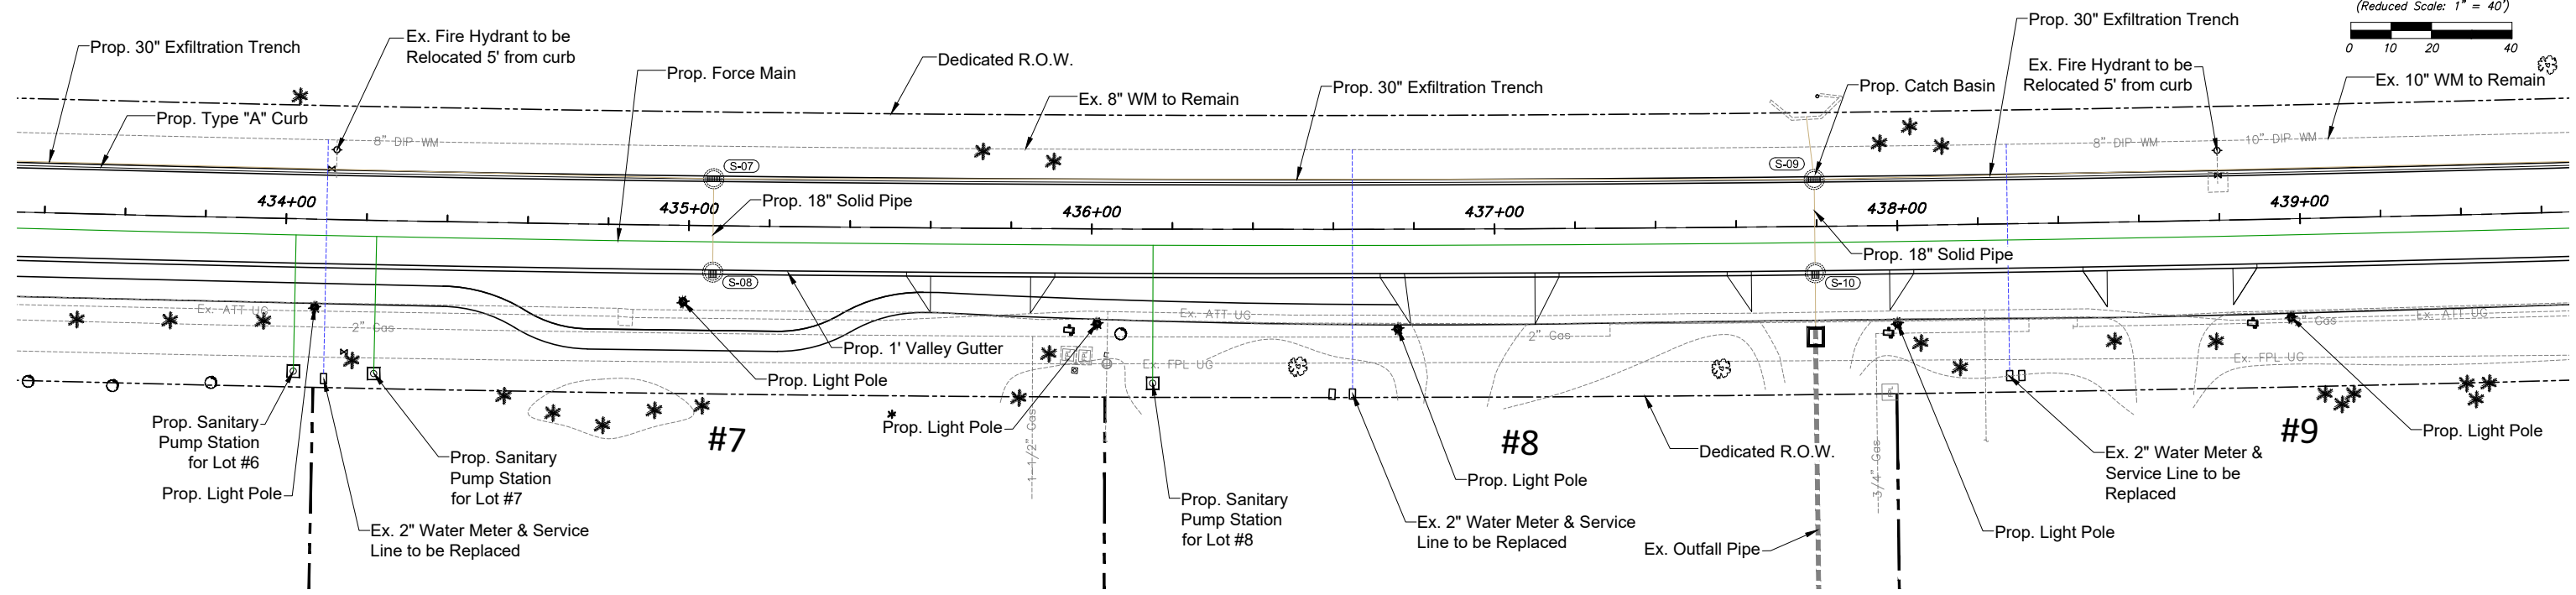 (Reduced Scale: 1" = 40')
0 10 20 40
Prop. 30" Exfiltration Trench
Ex. Fire Hydrant to be
Relocated 5' from curb
Prop. Force Main
Dedicated R.O.W.
Ex. 8" WM to Remain
Prop. 30" Exfiltration Trench
Prop. Catch Basin
Prop. 30" Exfiltration Trench
Ex. Fire Hydrant to be
Relocated 5' from curb
Ex. 10" WM to Remain
Prop. Type "A" Curb
8" DIP WM
8" DIP WM
10" DIP WM
S-07
S-09
434+00
435+00
436+00
437+00
438+00
439+00
Prop. 18" Solid Pipe
Prop. 18" Solid Pipe
S-08
S-10
Ex. ATT UG
2" Gas
Ex. ATT UG
2" Gas
Gas
Ex. ATT UG
Prop. 1' Valley Gutter
Ex. FPL UG
Ex. FPL UG
E E
E
Prop. Light Pole
Prop. Sanitary
Pump Station
for Lot #6
Prop. Light Pole
Prop. Sanitary
Pump Station
for Lot #7
Ex. 2" Water Meter & Service
Line to be Replaced
#7
Prop. Light Pole
1-1/2" Gas
Prop. Sanitary
Pump Station
for Lot #8
#8
Prop. Light Pole
Ex. 2" Water Meter & Service
Line to be Replaced
Dedicated R.O.W.
Ex. Outfall Pipe
3/4" Gas
Prop. Light Pole
Ex. 2" Water Meter &
Service Line to be
Replaced
#9
Prop. Light Pole